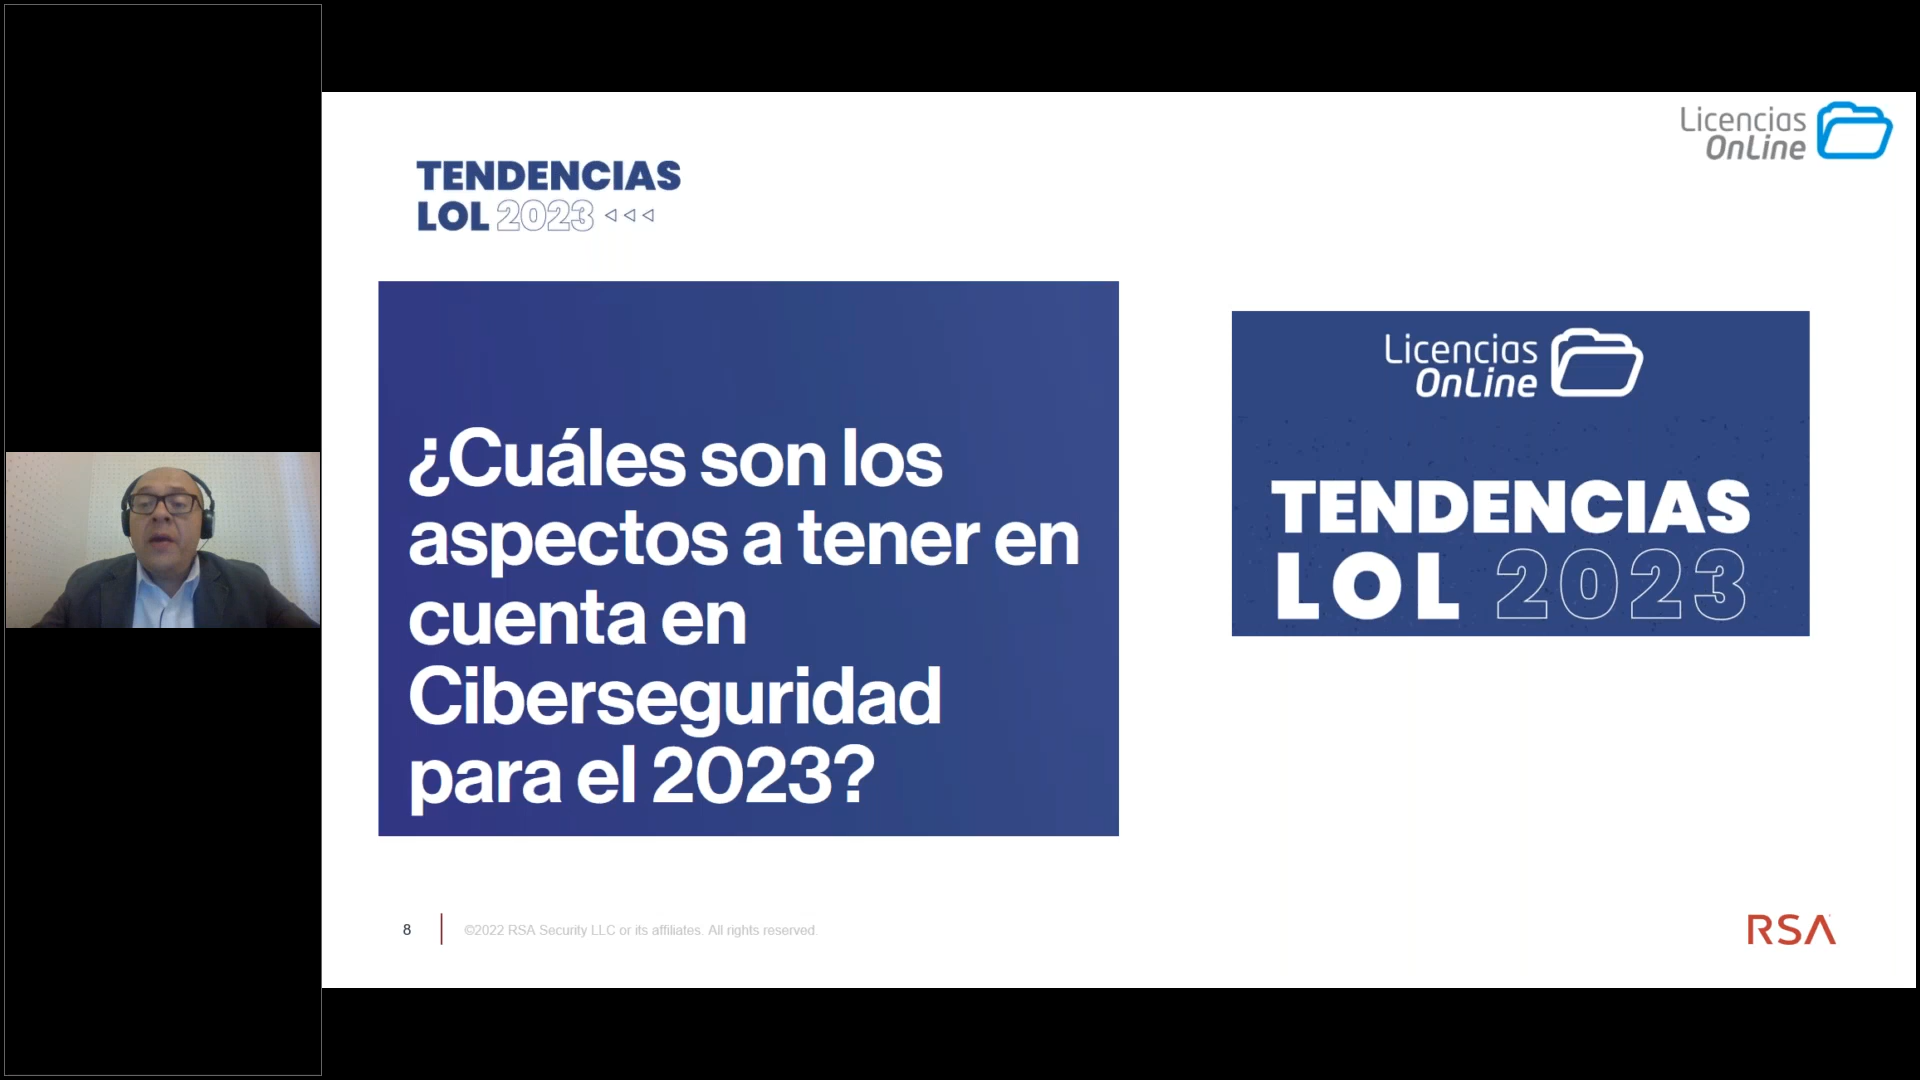 Licencias
OnLine
TENDENCIAS
LOL 2023
¿Cuáles son los
aspectos a tener en
cuenta en
Ciberseguridad
para el 2023?
Licencias
OnLine
TENDENCIAS
LOL 2023
8
©2022 RSA Security LLC or its affiliates. All rights reserved.
RSA